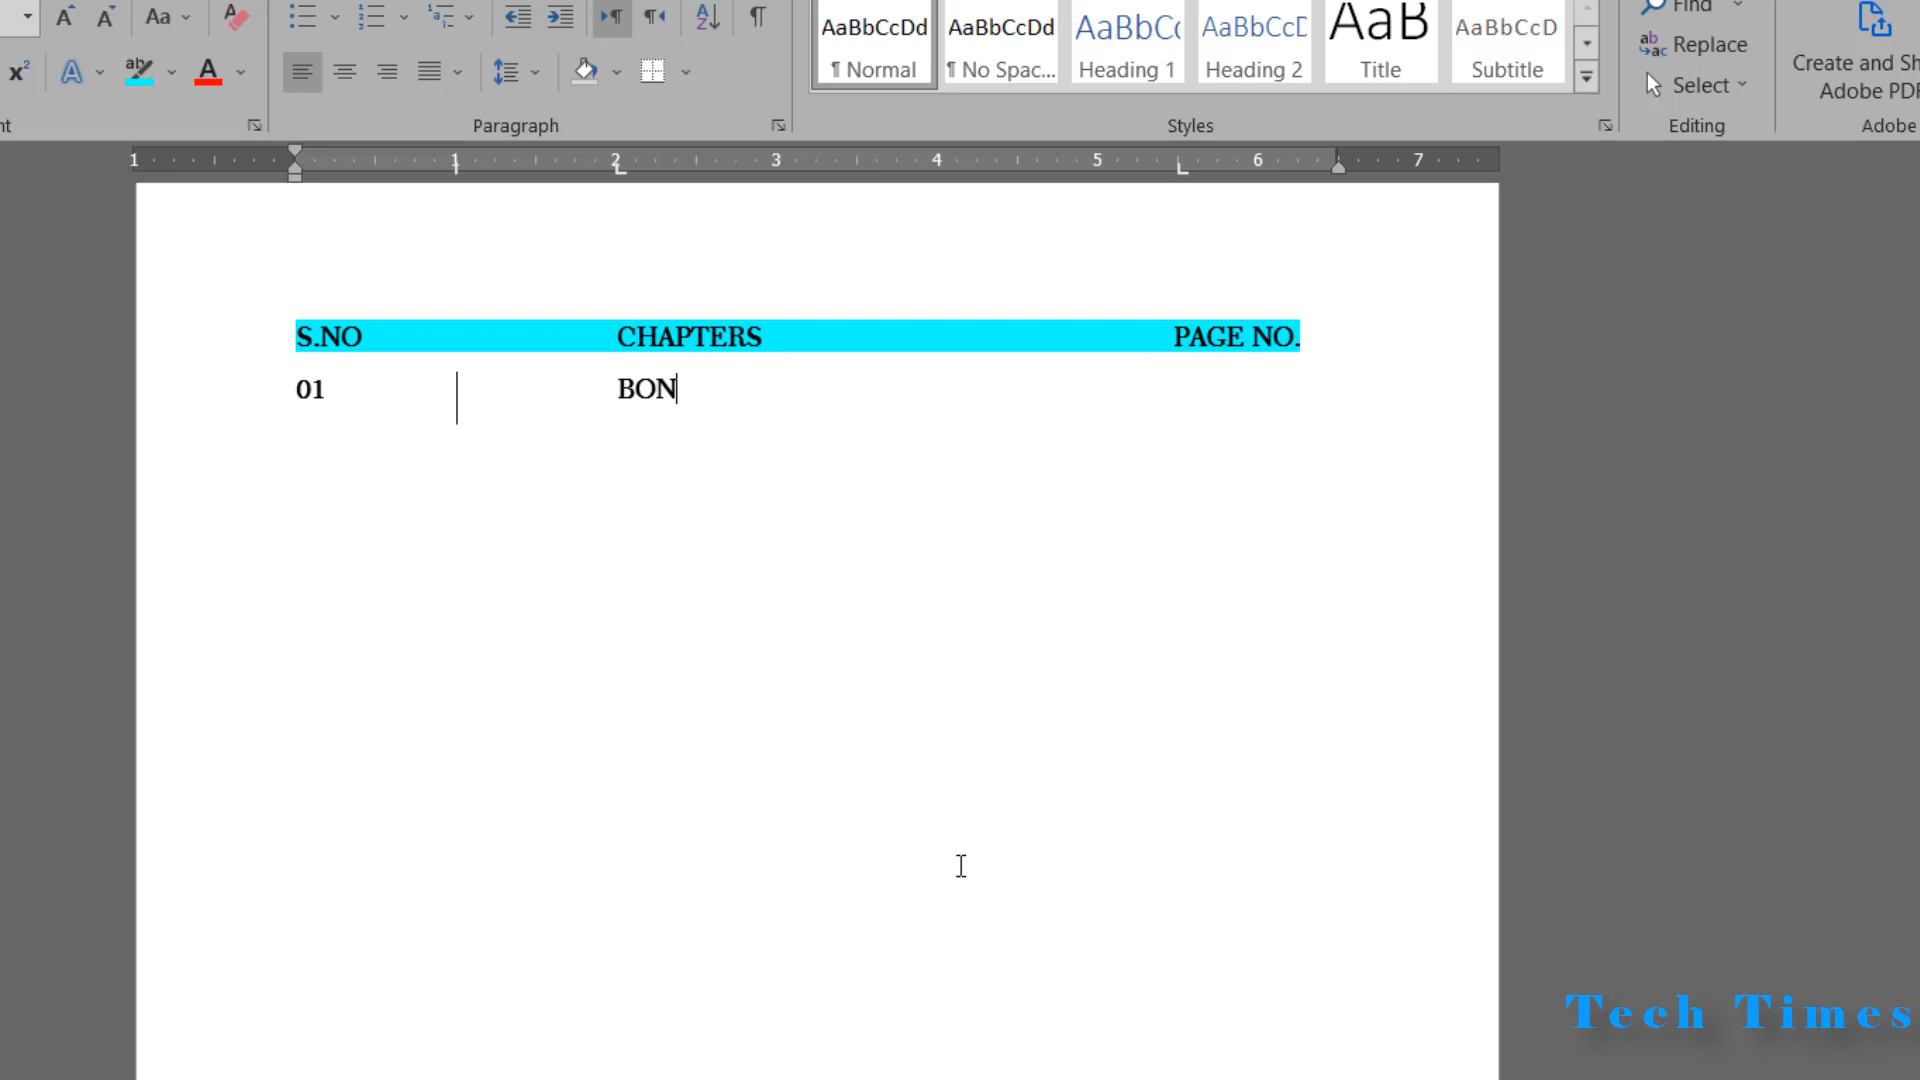 Aa
Find
Replace
Select
Create and Sh
Adobe PDF
AaBbCcDd AaBbCcDd AaBbC AaBbCcD AaB AaBbCcD
¶ Normal ¶ No Spac... Heading 1 Heading 2 Title Subtitle
nt Paragraph Styles Editing Adobe
1 1 2 3 4 5 6 7
S.NO CHAPTERS PAGE NO.
01 BON
Tech Times